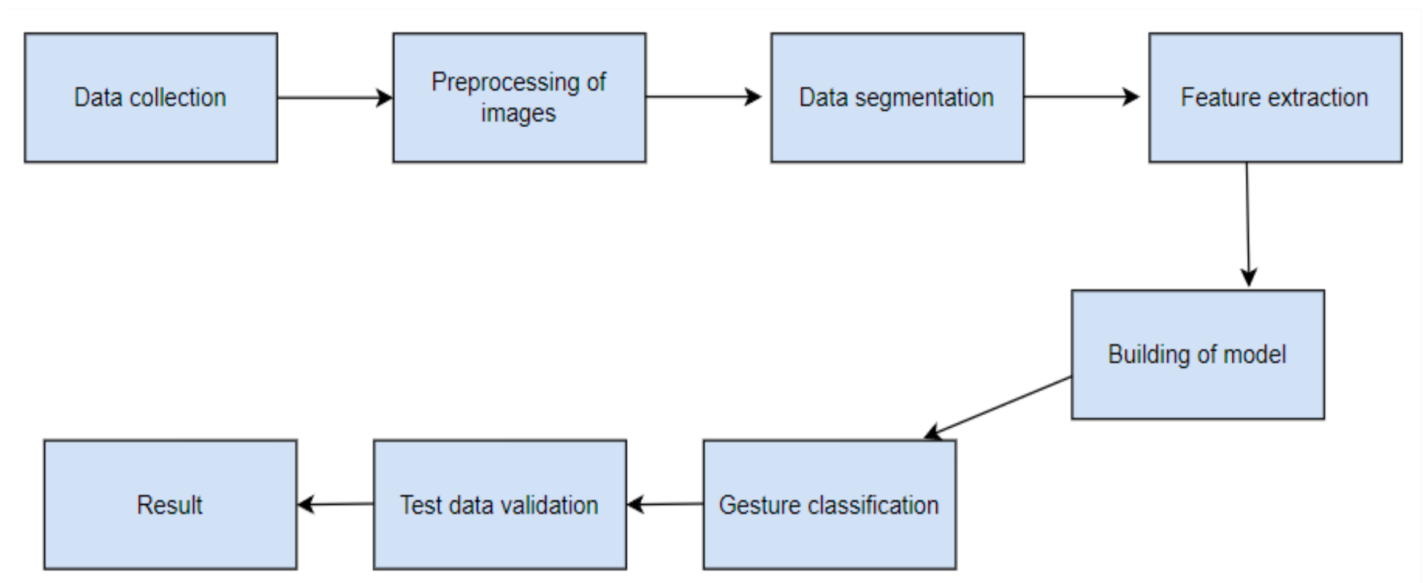 Data collection
Preprocessing of
images
Data segmentation
Feature extraction
Building of model
Gesture classification
Test data validation
Result